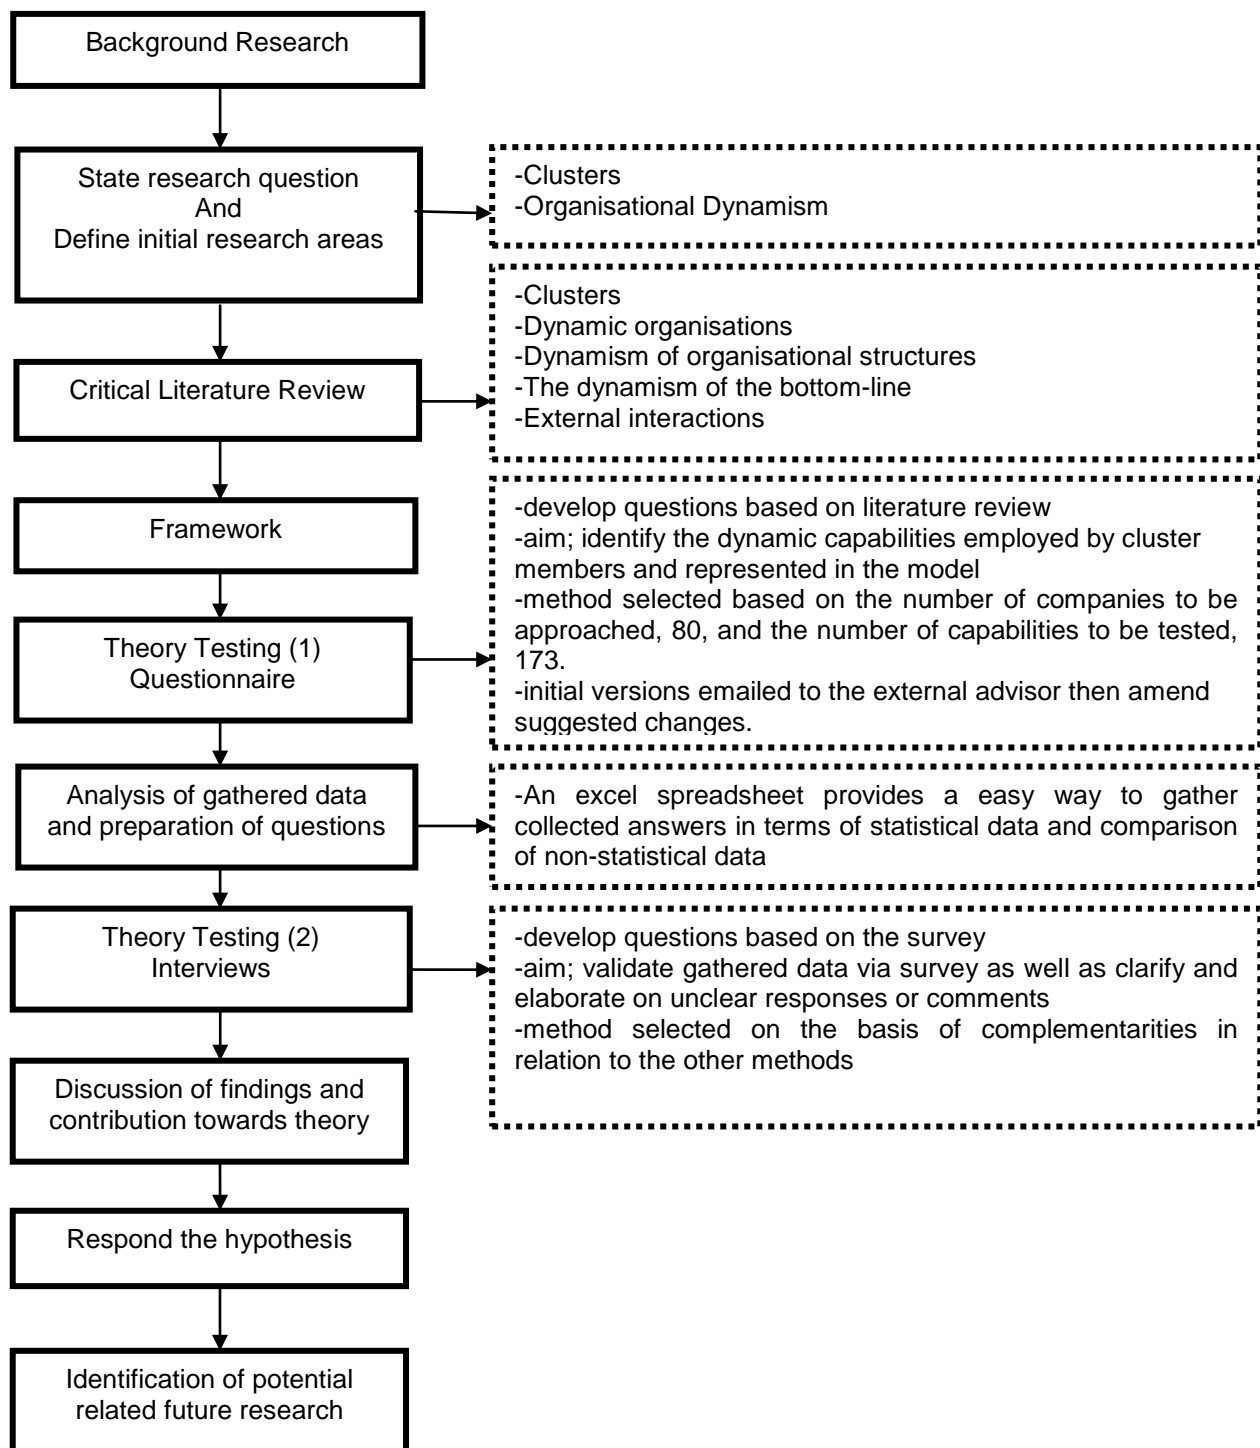 Background Research
State research question
And
Define initial research areas
-Clusters
-Organisational Dynamism
Critical Literature Review
-Clusters
-Dynamic organisations
-Dynamism of organisational structures
-The dynamism of the bottom-line
-External interactions
Framework
Theory Testing (1)
Questionnaire
-develop questions based on literature review
-aim; identify the dynamic capabilities employed by cluster
members and represented in the model
-method selected based on the number of companies to be
approached, 80, and the number of capabilities to be tested,
173.
-initial versions emailed to the external advisor then amend
suggested changes.
Analysis of gathered data
and preparation of questions
-An excel spreadsheet provides a easy way to gather
collected answers in terms of statistical data and comparison
of non-statistical data
Theory Testing (2)
Interviews
-develop questions based on the survey
-aim; validate gathered data via survey as well as clarify and
elaborate on unclear responses or comments
-method selected on the basis of complementarities in
relation to the other methods
Discussion of findings and
contribution towards theory
Respond the hypothesis
Identification of potential
related future research